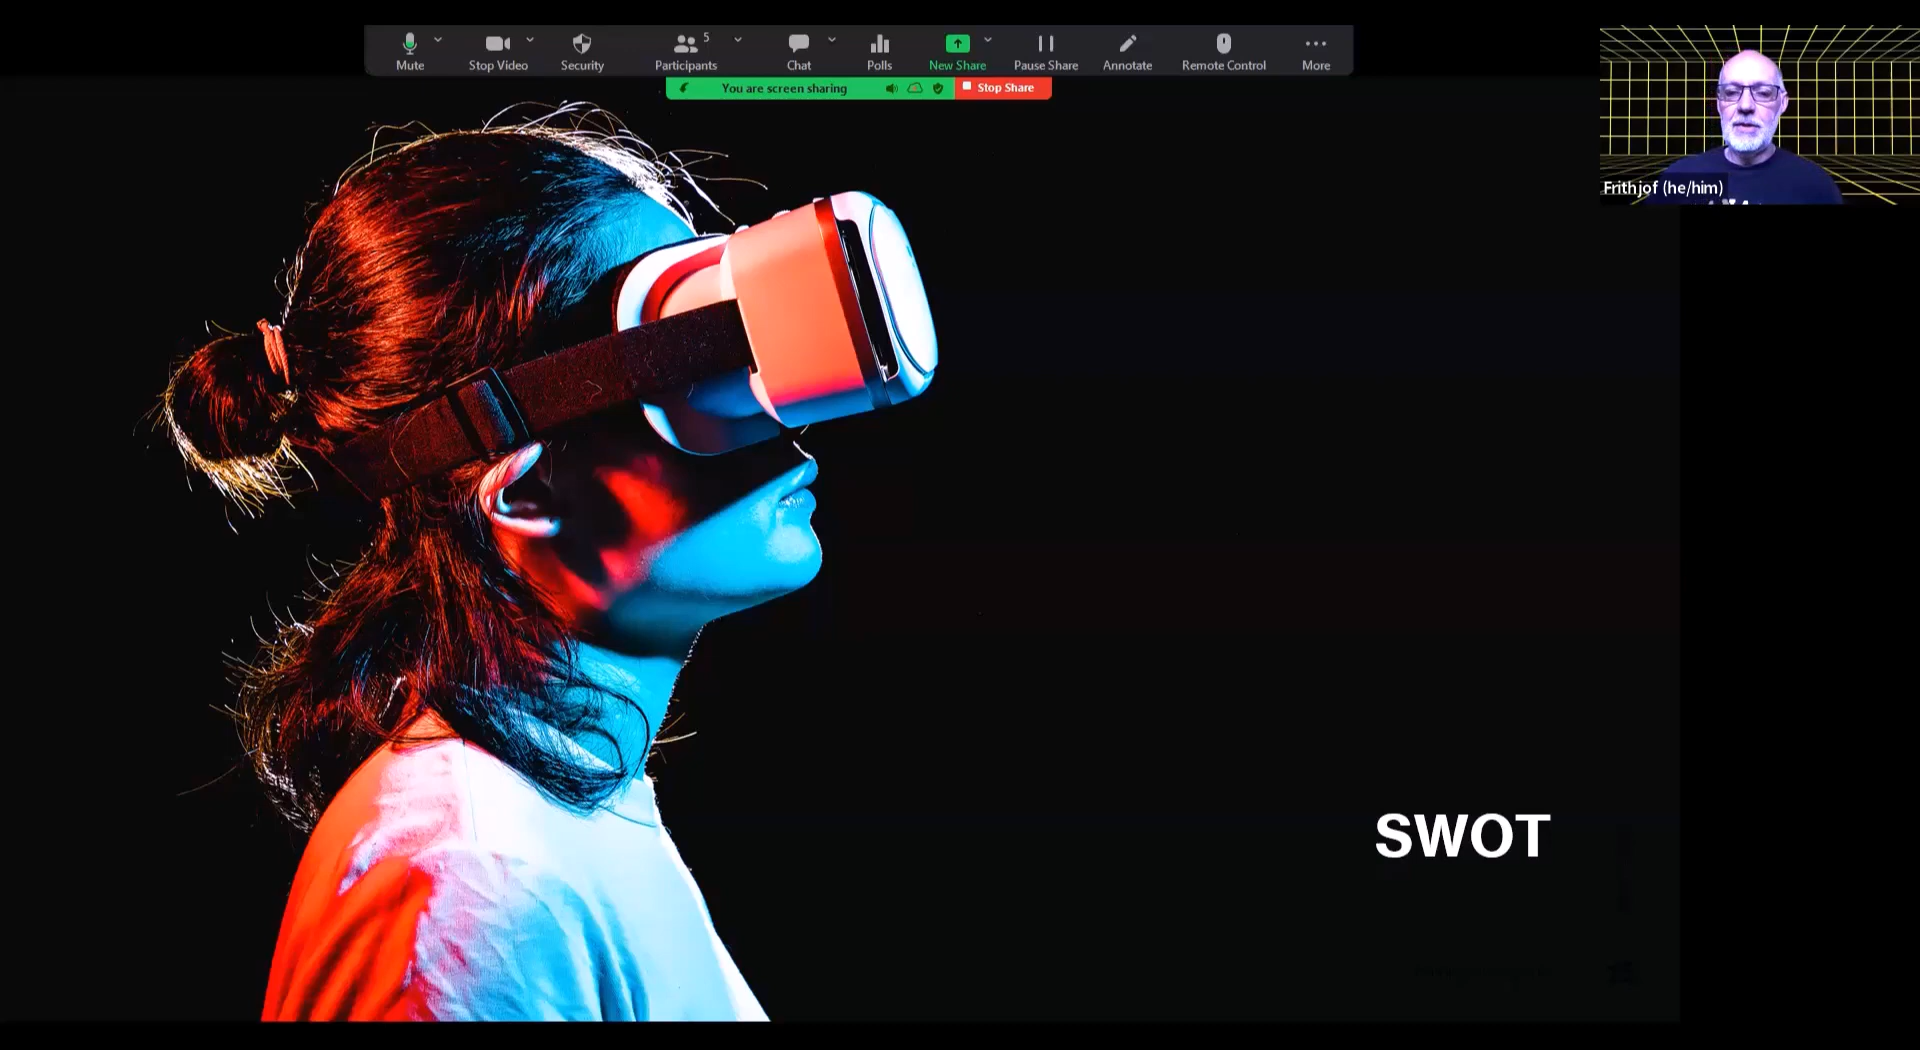 Mute
Stop Video
Security
Participants
5
Chat
Polls
New Share
Pause Share
Annotate
Remote Control
More
You are screen sharing
Stop Share
Frithjof (he/him)
SWOT